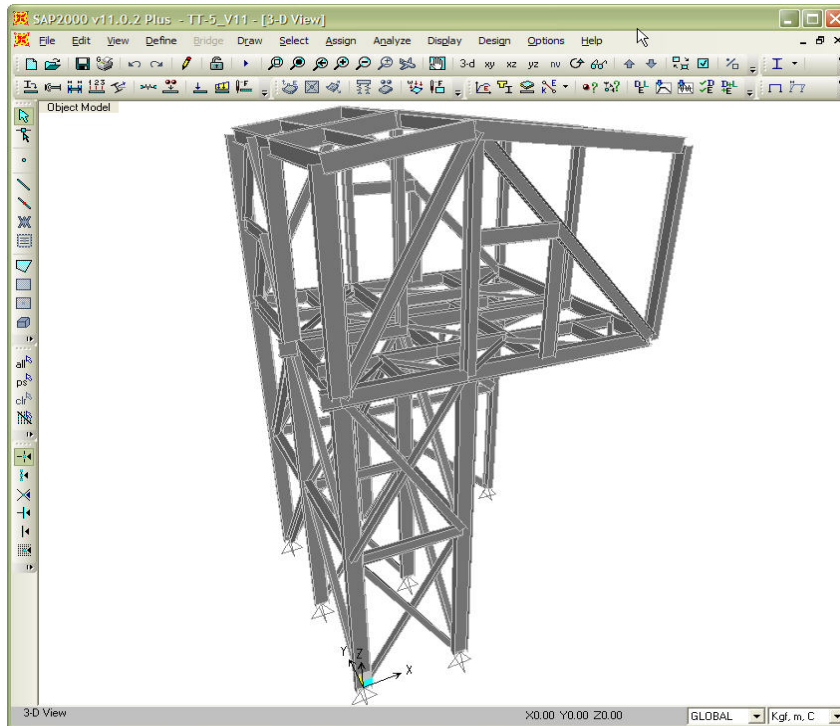 SAP2000 v11.0.2 Plus - TT-5_V11 - [3-D View]
File Edit View Define Bridge Draw Select Assign Analyze Display Design Options Help
3-d xy xz yz nv
Object Model
all
ps
clr
Y Z X
3-D View X0.00 Y0.00 Z0.00 GLOBAL Kgf, m, C